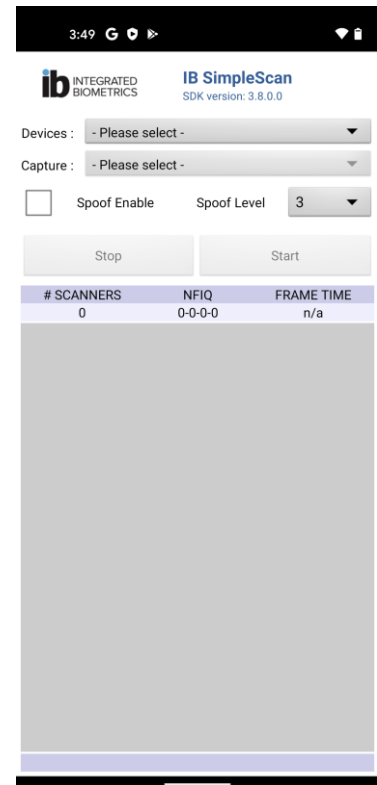 3:49 G
ib INTEGRATED BIOMETRICS
IB SimpleScan
SDK version: 3.8.0.0
Devices : - Please select -
Capture : - Please select -
Spoof Enable Spoof Level 3
Stop Start
# SCANNERS NFIQ FRAME TIME
0 0-0-0-0 n/a